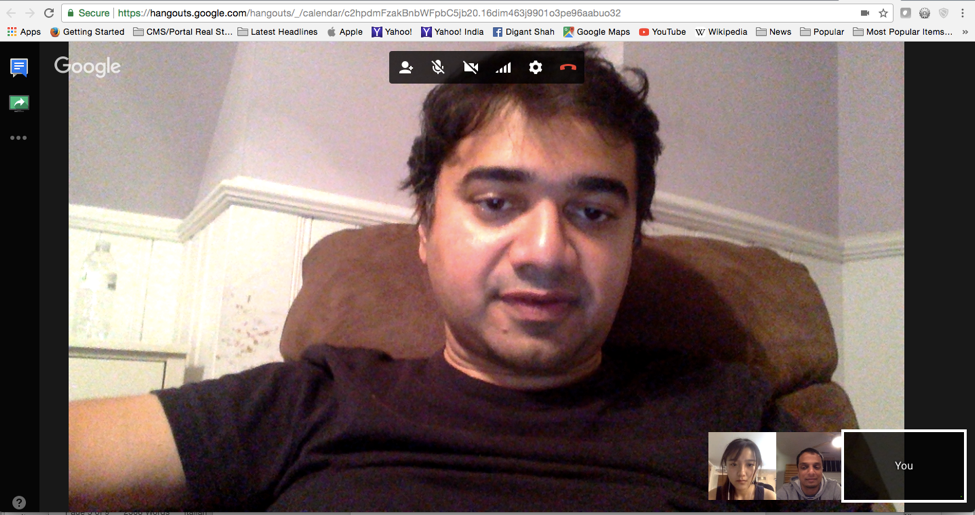 Secure https://hangouts.google.com/hangouts/_/calendar/c2hpdmFzakBnbWFpbC5jb20.16dim463j9901o3pe96aabuo32
Apps Getting Started CMS/Portal Real St... Latest Headlines Apple Yahoo! Yahoo! India Digant Shah Google Maps YouTube Wikipedia News Popular Most Popular Items... »
Google
You
?